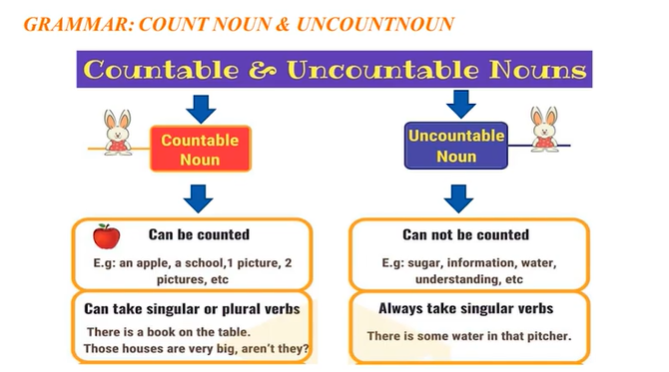 GRAMMAR: COUNT NOUN & UNCOUNTNOUN
Countable & Uncountable Nouns
Countable
Noun
Uncountable
Noun
Can be counted
E.g: an apple, a school,1 picture, 2
pictures, etc
Can take singular or plural verbs
There is a book on the table.
Those houses are very big, aren't they?
Can not be counted
E.g: sugar, information, water,
understanding, etc
Always take singular verbs
There is some water in that pitcher.